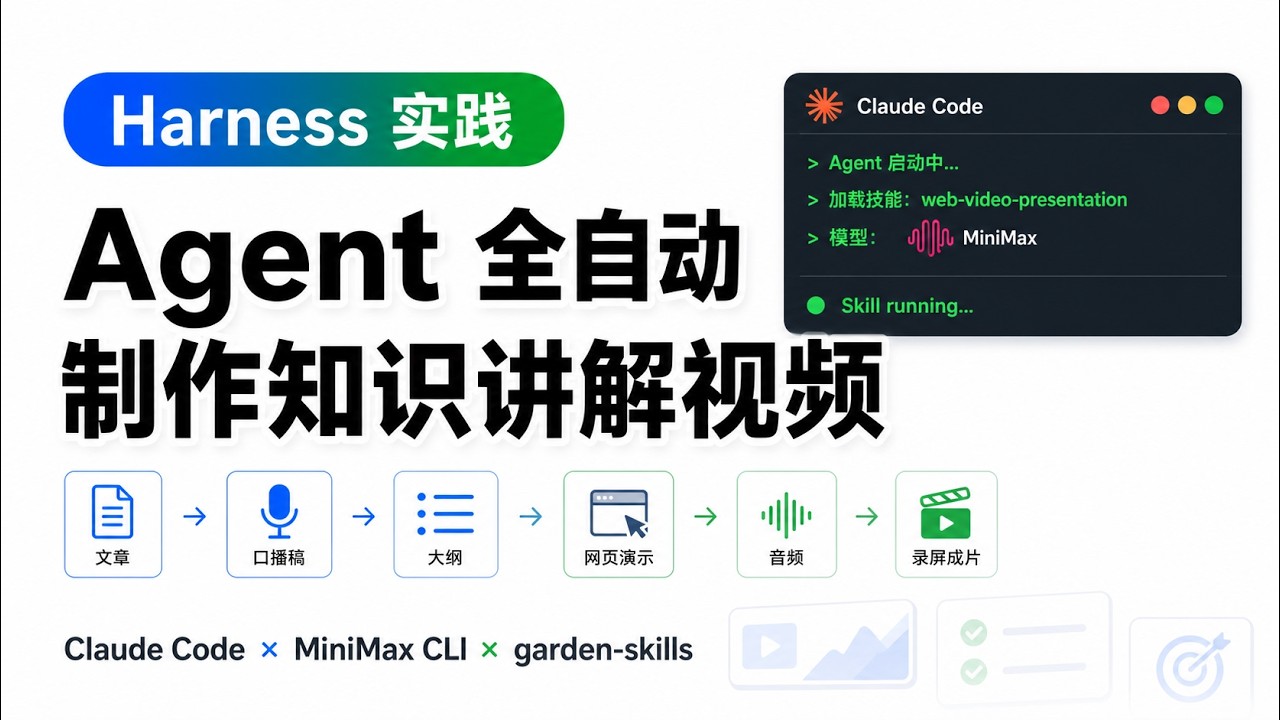 Harness 实践
Agent 全自动
制作知识讲解视频
Claude Code
> Agent 启动中...
> 加载技能：web-video-presentation
> 模型： MiniMax
Skill running...
文章 → 口播稿 → 大纲 → 网页演示 → 音频 → 录屏成片
Claude Code × MiniMax CLI × garden-skills